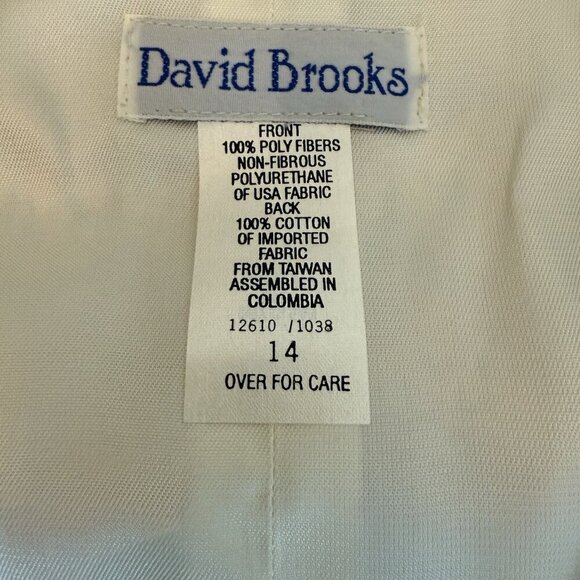 David Brooks
FRONT
100% POLY FIBERS
NON-FIBROUS
POLYURETHANE
OF USA FABRIC
BACK
100% COTTON
OF IMPORTED
FABRIC
FROM TAIWAN
ASSEMBLED IN
COLOMBIA
12610 /1038
14
OVER FOR CARE